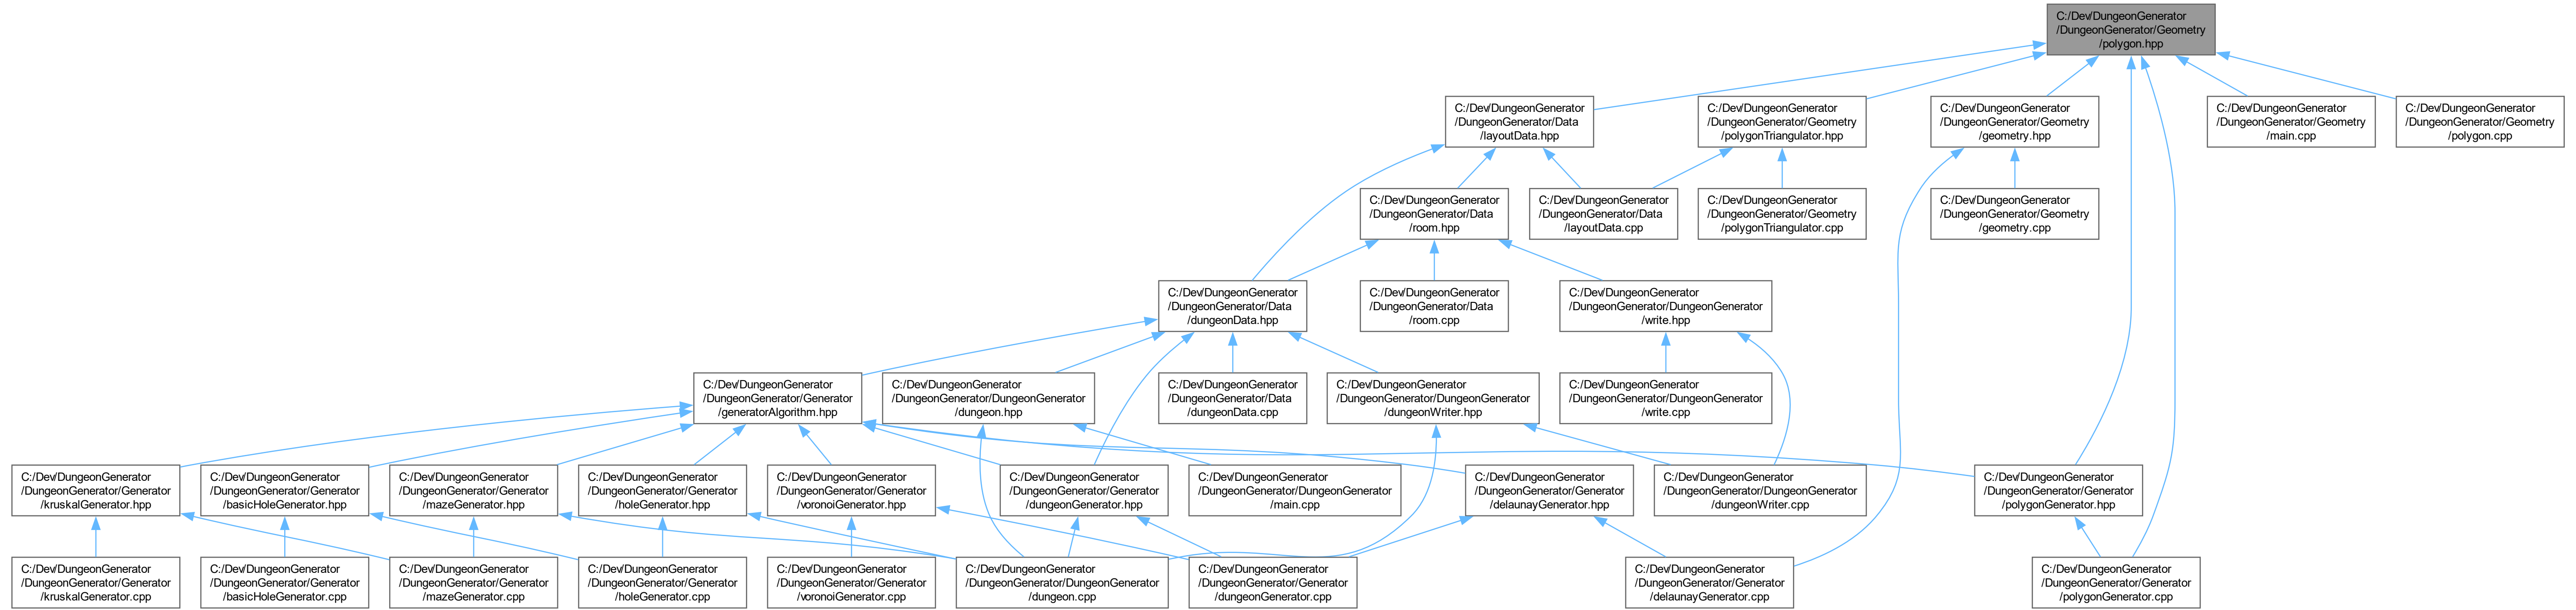 C:/Dev/DungeonGenerator
/DungeonGenerator/Geometry
/polygon.hpp
C:/Dev/DungeonGenerator
/DungeonGenerator/Data
/layoutData.hpp
C:/Dev/DungeonGenerator
/DungeonGenerator/Geometry
/polygonTriangulator.hpp
C:/Dev/DungeonGenerator
/DungeonGenerator/Geometry
/geometry.hpp
C:/Dev/DungeonGenerator
/DungeonGenerator/Geometry
/main.cpp
C:/Dev/DungeonGenerator
/DungeonGenerator/Geometry
/polygon.cpp
C:/Dev/DungeonGenerator
/DungeonGenerator/Data
/room.hpp
C:/Dev/DungeonGenerator
/DungeonGenerator/Data
/layoutData.cpp
C:/Dev/DungeonGenerator
/DungeonGenerator/Geometry
/polygonTriangulator.cpp
C:/Dev/DungeonGenerator
/DungeonGenerator/Geometry
/geometry.cpp
C:/Dev/DungeonGenerator
/DungeonGenerator/Data
/dungeonData.hpp
C:/Dev/DungeonGenerator
/DungeonGenerator/Data
/room.cpp
C:/Dev/DungeonGenerator
/DungeonGenerator/DungeonGenerator
/write.hpp
C:/Dev/DungeonGenerator
/DungeonGenerator/Generator
/generatorAlgorithm.hpp
C:/Dev/DungeonGenerator
/DungeonGenerator/DungeonGenerator
/dungeon.hpp
C:/Dev/DungeonGenerator
/DungeonGenerator/Data
/dungeonData.cpp
C:/Dev/DungeonGenerator
/DungeonGenerator/DungeonGenerator
/dungeonWriter.hpp
C:/Dev/DungeonGenerator
/DungeonGenerator/DungeonGenerator
/write.cpp
C:/Dev/DungeonGenerator
/DungeonGenerator/Generator
/kruskalGenerator.hpp
C:/Dev/DungeonGenerator
/DungeonGenerator/Generator
/basicHoleGenerator.hpp
C:/Dev/DungeonGenerator
/DungeonGenerator/Generator
/mazeGenerator.hpp
C:/Dev/DungeonGenerator
/DungeonGenerator/Generator
/holeGenerator.hpp
C:/Dev/DungeonGenerator
/DungeonGenerator/Generator
/voronoiGenerator.hpp
C:/Dev/DungeonGenerator
/DungeonGenerator/Generator
/dungeonGenerator.hpp
C:/Dev/DungeonGenerator
/DungeonGenerator/DungeonGenerator
/main.cpp
C:/Dev/DungeonGenerator
/DungeonGenerator/Generator
/delaunayGenerator.hpp
C:/Dev/DungeonGenerator
/DungeonGenerator/DungeonGenerator
/dungeonWriter.cpp
C:/Dev/DungeonGenerator
/DungeonGenerator/Generator
/polygonGenerator.hpp
C:/Dev/DungeonGenerator
/DungeonGenerator/Generator
/kruskalGenerator.cpp
C:/Dev/DungeonGenerator
/DungeonGenerator/Generator
/basicHoleGenerator.cpp
C:/Dev/DungeonGenerator
/DungeonGenerator/Generator
/mazeGenerator.cpp
C:/Dev/DungeonGenerator
/DungeonGenerator/Generator
/holeGenerator.cpp
C:/Dev/DungeonGenerator
/DungeonGenerator/Generator
/voronoiGenerator.cpp
C:/Dev/DungeonGenerator
/DungeonGenerator/DungeonGenerator
/dungeon.cpp
C:/Dev/DungeonGenerator
/DungeonGenerator/Generator
/dungeonGenerator.cpp
C:/Dev/DungeonGenerator
/DungeonGenerator/Generator
/delaunayGenerator.cpp
C:/Dev/DungeonGenerator
/DungeonGenerator/Generator
/polygonGenerator.cpp